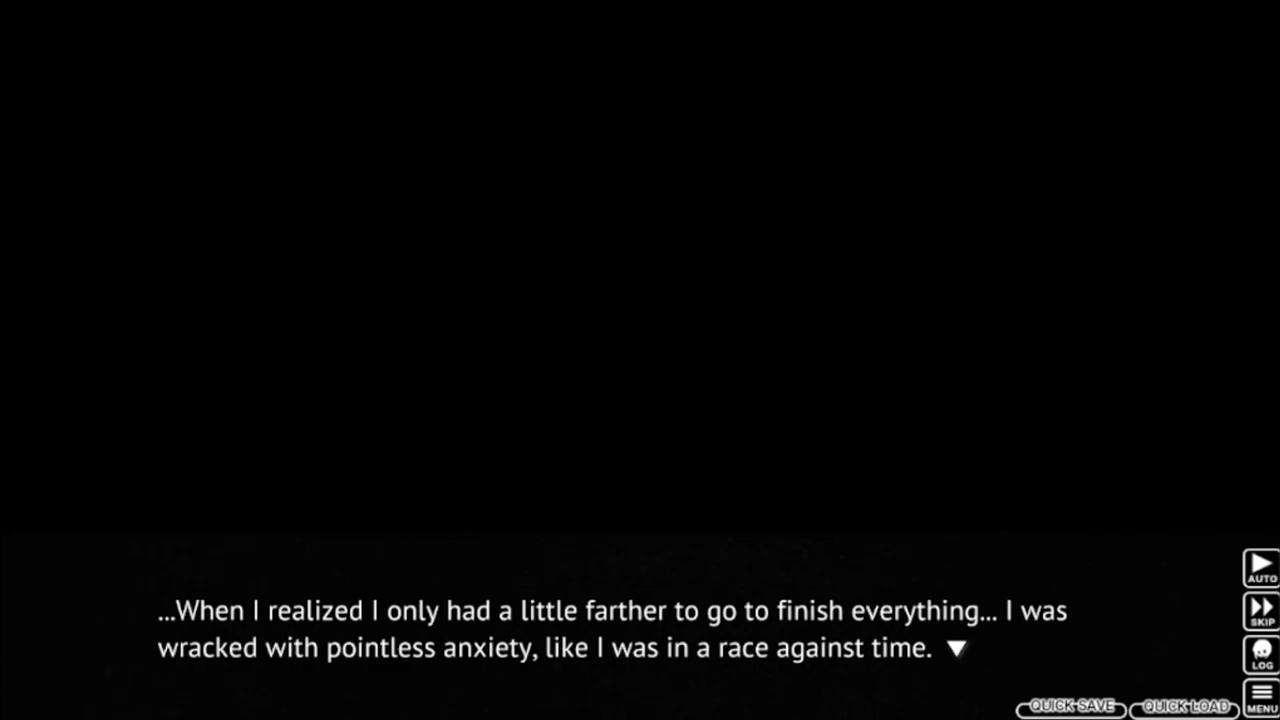 ...When I realized I only had a little farther to go to finish everything... I was
wracked with pointless anxiety, like I was in a race against time.
AUTO
SKIP
LOG
MENU
QUICK SAVE
QUICK LOAD